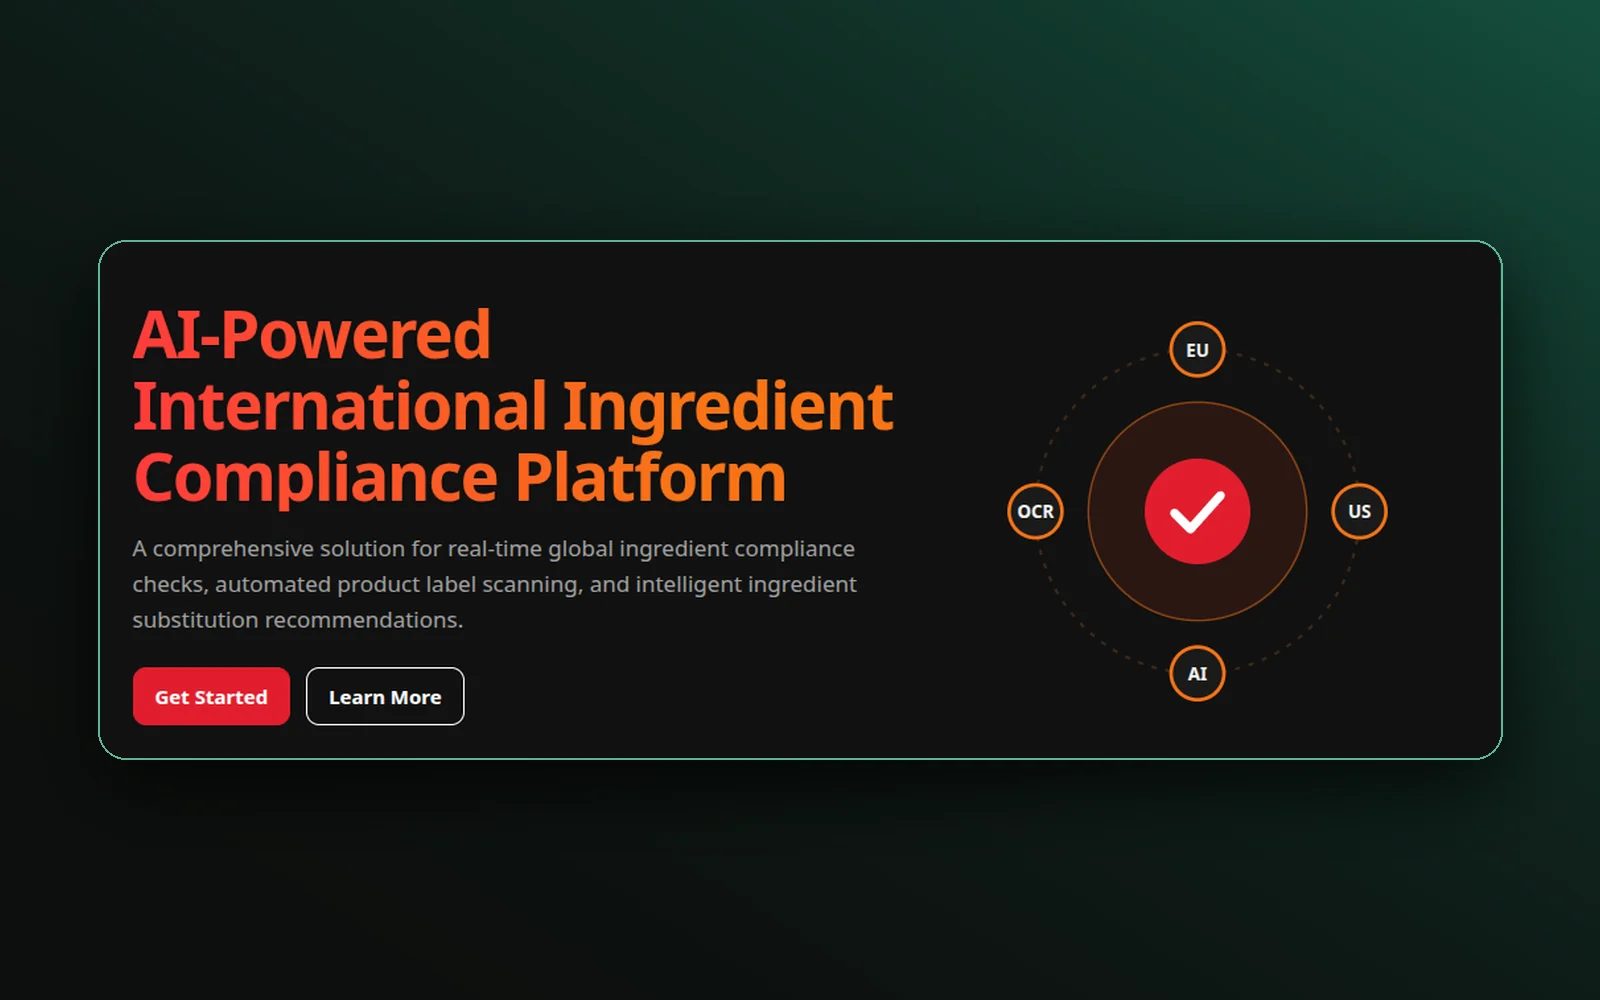 AI-Powered
International Ingredient
Compliance Platform
A comprehensive solution for real-time global ingredient compliance
checks, automated product label scanning, and intelligent ingredient
substitution recommendations.
Get Started
Learn More
EU
OCR
US
AI